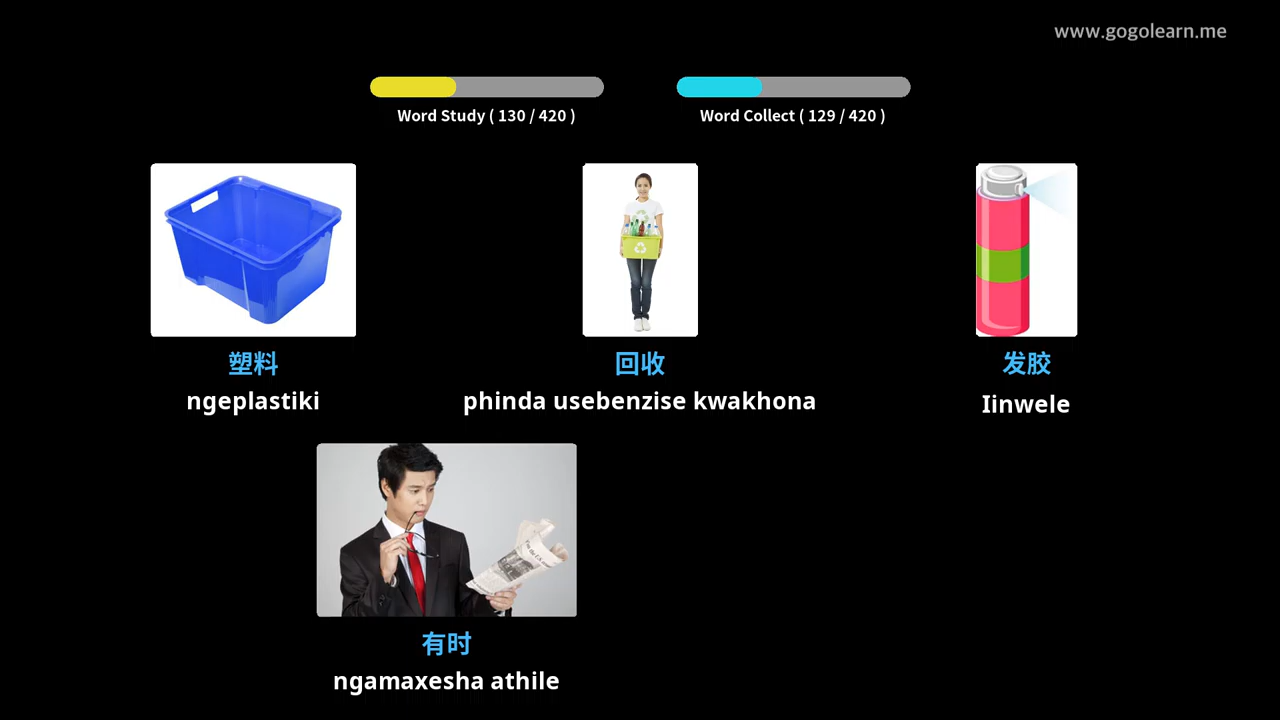 www.gogolearn.me
Word Study ( 130 / 420 )
Word Collect ( 129 / 420 )
塑料
ngeplastiki
回收
phinda usebenzise kwakhona
发胶
Iinwele
有时
ngamaxesha athile